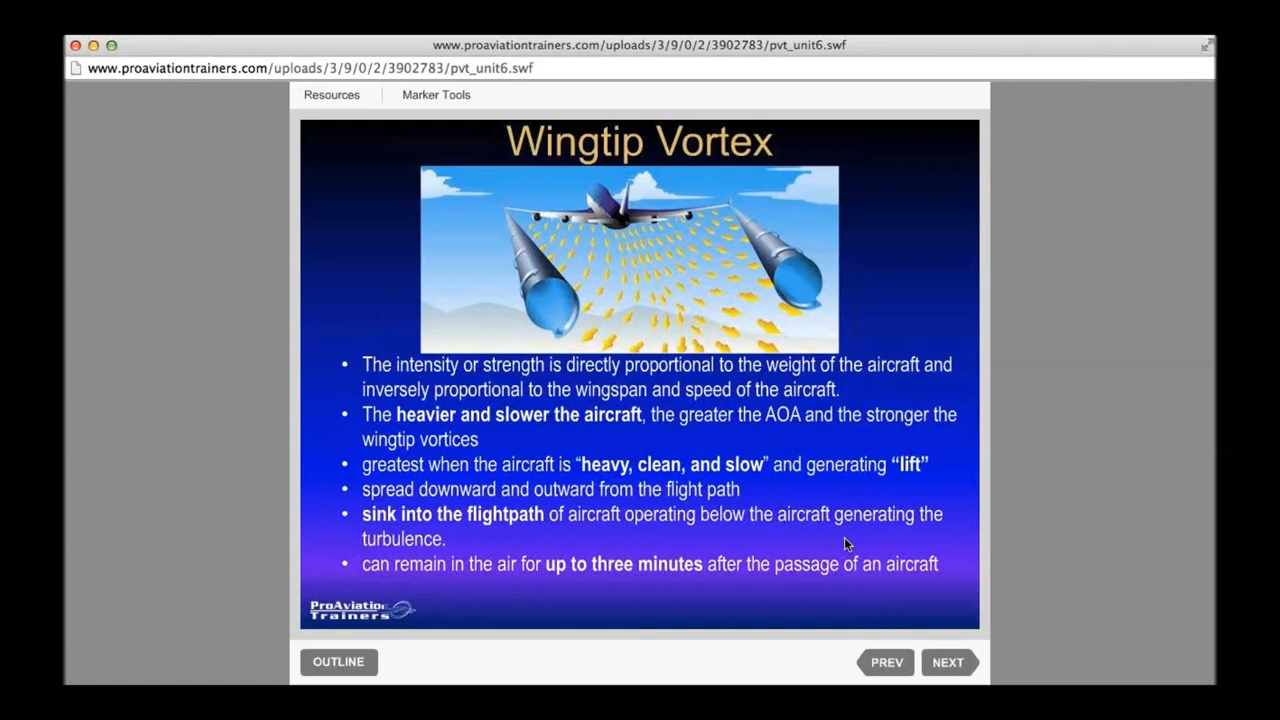 www.proaviationtrainers.com/uploads/3/9/0/2/3902783/pvt_unit6.swf
www.proaviationtrainers.com/uploads/3/9/0/2/3902783/pvt_unit6.swf
Resources
Marker Tools
Wingtip Vortex
• The intensity or strength is directly proportional to the weight of the aircraft and
inversely proportional to the wingspan and speed of the aircraft.
• The heavier and slower the aircraft, the greater the AOA and the stronger the
wingtip vortices
• greatest when the aircraft is “heavy, clean, and slow” and generating “lift”
• spread downward and outward from the flight path
• sink into the flightpath of aircraft operating below the aircraft generating the
turbulence.
• can remain in the air for up to three minutes after the passage of an aircraft
ProAviation
Trainers
OUTLINE
PREV
NEXT